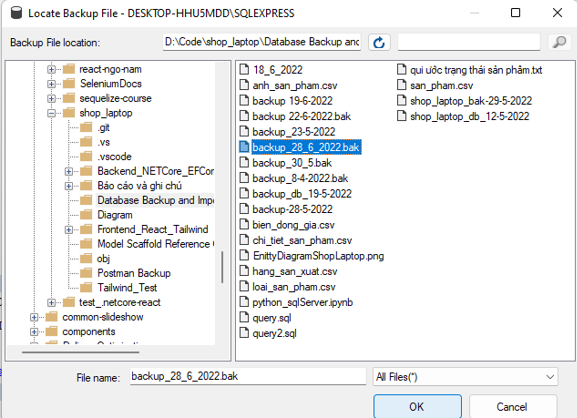 Locate Backup File - DESKTOP-HHU5MDD\SQLEXPRESS
Backup File location:
D:\Code\shop_laptop\Database Backup and
react-ngo-nam
SeleniumDocs
sequelize-course
shop_laptop
.git
.vs
.vscode
Backend_NETCore_EFCor
Báo cáo và ghi chú
Database Backup and Impo
Diagram
Frontend_React_Tailwind
Model Scaffold Reference
obj
Postman Backup
Tailwind_Test
test_.netcore-react
common-slideshow
components
18_6_2022
anh_san_pham.csv
backup 19-6-2022
backup 22-6-2022.bak
backup_23-5-2022
backup_28_6_2022.bak
backup_30_5.bak
backup_8-4-2022.bak
backup_db_19-5-2022
backup-28-5-2022
bien_dong_gia.csv
chi_tiet_san_pham.csv
EnittyDiagramShopLaptop.png
hang_san_xuat.csv
loai_san_pham.csv
python_sqlServer.ipynb
query.sql
query2.sql
qui ước trạng thái sản phẩm.txt
san_pham.csv
shop_laptop_bak-29-5-2022
shop_laptop_db_12-5-2022
File name:
backup_28_6_2022.bak
All Files(*)
OK
Cancel